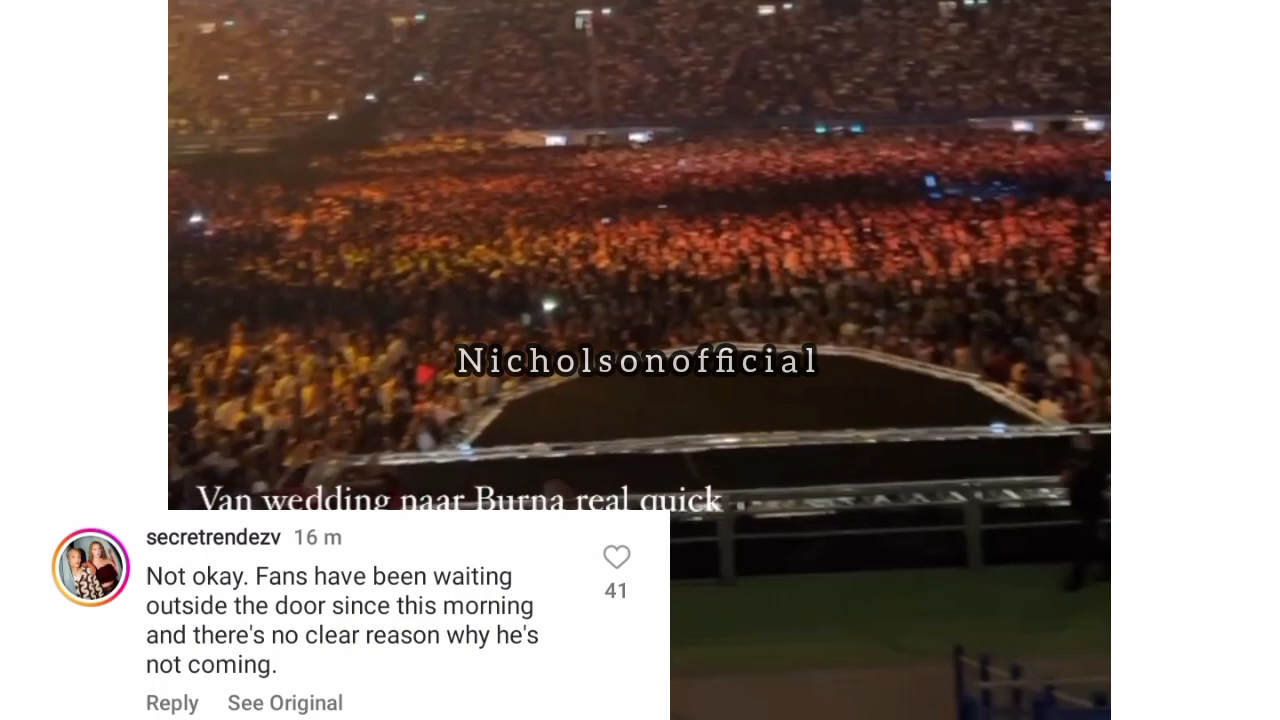 Nicholsonofficial
Van wedding naar Burna real quick
secretrendezv 16 m
Not okay. Fans have been waiting
outside the door since this morning
and there's no clear reason why he's
not coming.
41
Reply See Original